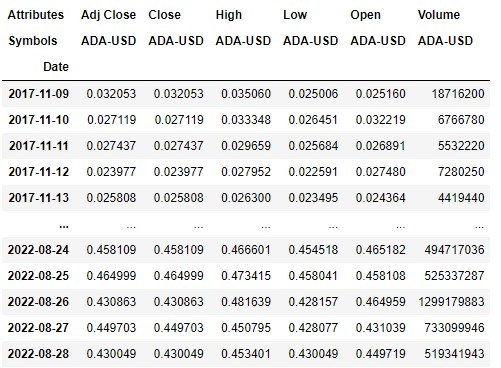 Attributes Adj Close Close High Low Open Volume
Symbols ADA-USD ADA-USD ADA-USD ADA-USD ADA-USD ADA-USD
Date
2017-11-09 0.032053 0.032053 0.035060 0.025006 0.025160 18716200
2017-11-10 0.027119 0.027119 0.033348 0.026451 0.032219 6766780
2017-11-11 0.027437 0.027437 0.029659 0.025684 0.026891 5532220
2017-11-12 0.023977 0.023977 0.027952 0.022591 0.027480 7280250
2017-11-13 0.025808 0.025808 0.026300 0.023495 0.024364 4419440
... ... ... ... ... ... ...
2022-08-24 0.458109 0.458109 0.466601 0.454518 0.465182 494717036
2022-08-25 0.464999 0.464999 0.473415 0.458041 0.458108 525337287
2022-08-26 0.430863 0.430863 0.481639 0.428157 0.464959 1299179883
2022-08-27 0.449703 0.449703 0.450795 0.428077 0.431039 733099946
2022-08-28 0.430049 0.430049 0.453401 0.430049 0.449719 519341943